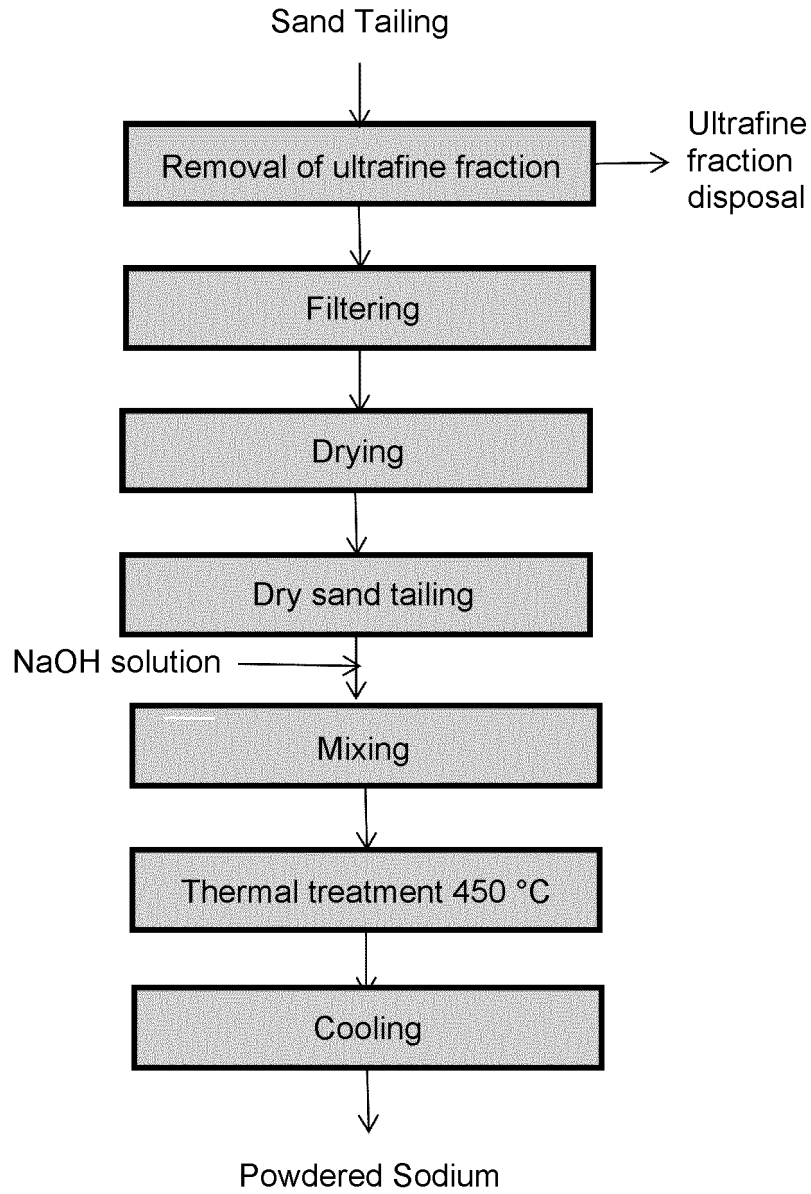 Sand Tailing
Removal of ultrafine fraction
Ultrafine
fraction
disposal
Filtering
Drying
Dry sand tailing
NaOH solution
Mixing
Thermal treatment 450 °C
Cooling
Powdered Sodium